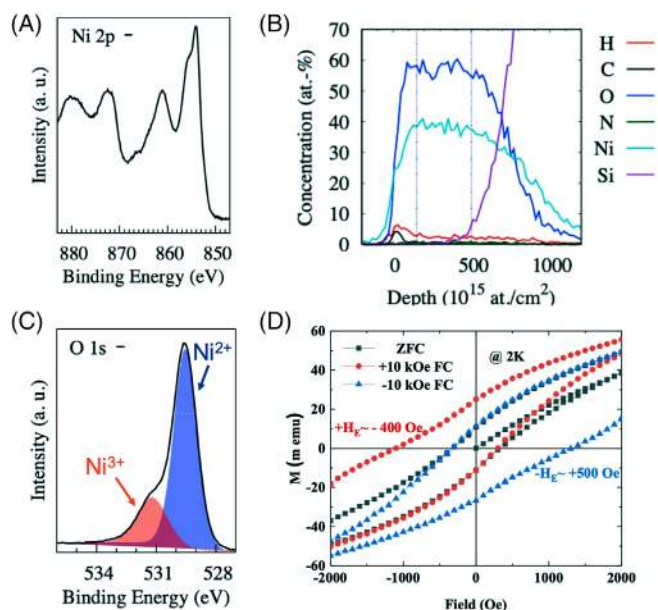 (A)
Ni 2p -
Intensity (a. u.)
880 870 860 850
Binding Energy (eV)
(B)
Concentration (at.-%)
70
60
50
40
30
20
10
0
0 500 1000
Depth (10¹⁵ at./cm²)
H
C
O
N
Ni
Si
(C)
O 1s -
Ni²⁺
Ni³⁺
Intensity (a. u.)
534 531 528
Binding Energy (eV)
(D)
M (m emu)
60
40
20
0
-20
-40
-60
ZFC
+10 kOe FC
-10 kOe FC
@ 2K
+H_E~ - 400 Oe
-H_E~ +500 Oe
-2000 -1000 0 1000 2000
Field (Oe)